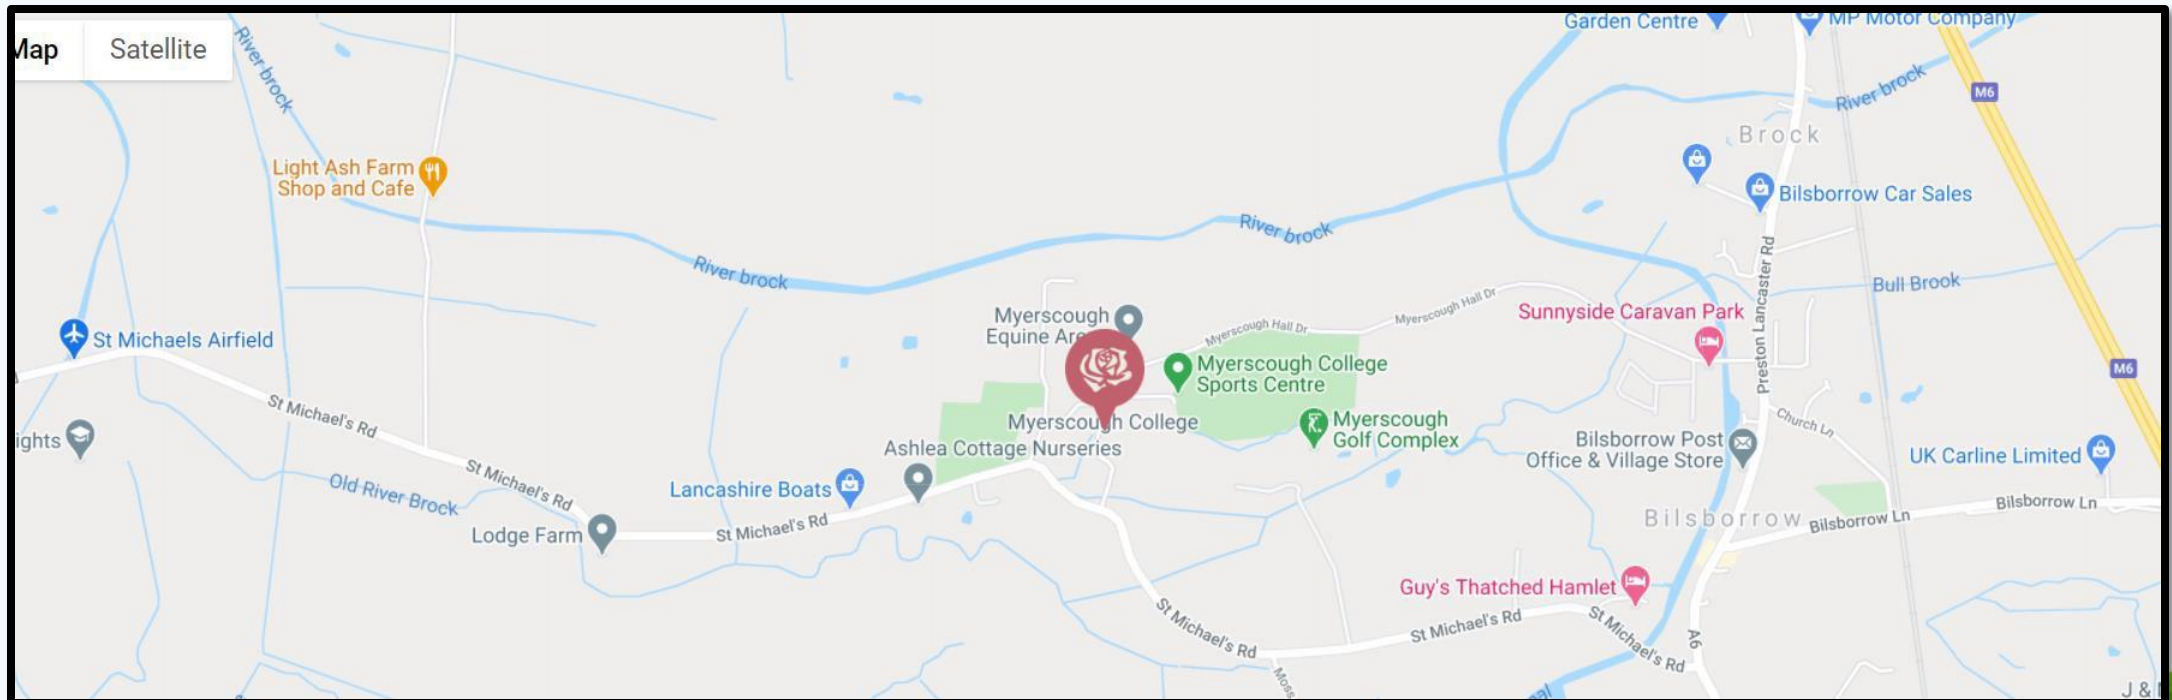 Map
Satellite
River brock
Garden Centre
MP Motor Company
River brock
M6
Brock
Light Ash Farm
Shop and Cafe
Bilsborrow Car Sales
River brock
River brock
Preston Lancaster Rd
Bull Brook
Myerscough
Equine Are
Myerscough Hall Dr
Myerscough Hall Dr
Sunnyside Caravan Park
St Michaels Airfield
Myerscough College
Sports Centre
M6
St Michael's Rd
Myerscough College
Myerscough
Golf Complex
Church Ln
ights
Ashlea Cottage Nurseries
Bilsborrow Post
Office & Village Store
UK Carline Limited
St Michael's Rd
Old River Brock
Lancashire Boats
Bilsborrow Ln
Lodge Farm
St Michael's Rd
Bilsborrow
Bilsborrow Ln
Guy's Thatched Hamlet
St Michael's Rd
St Michael's Rd
St Michael's Rd
A6
Moss
nal
J &